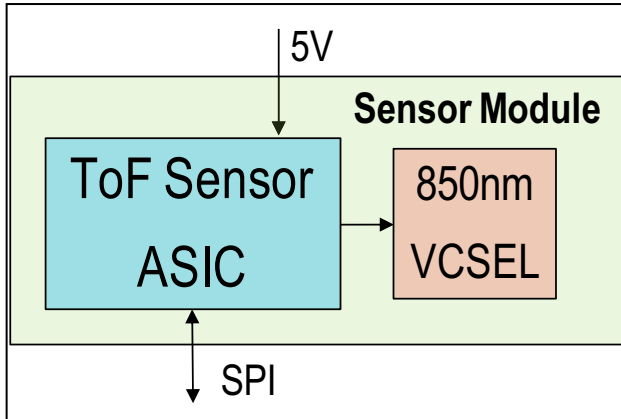 5V
Sensor Module
ToF Sensor
ASIC
850nm
VCSEL
SPI